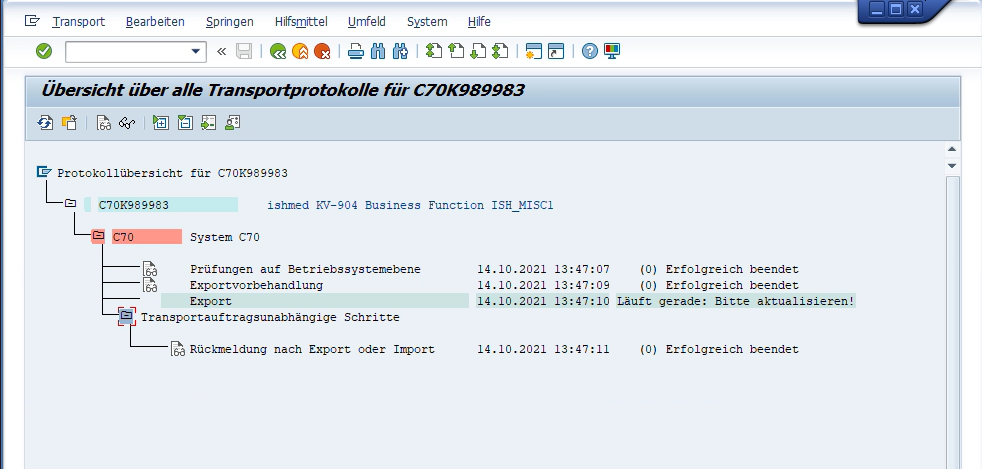 Transport Bearbeiten Springen Hilfsmittel Umfeld System Hilfe
Übersicht über alle Transportprotokolle für C70K989983
Protokollübersicht für C70K989983
C70K989983 ishmed KV-904 Business Function ISH_MISC1
C70 System C70
Prüfungen auf Betriebssystemebene 14.10.2021 13:47:07 (0) Erfolgreich beendet
Exportvorbehandlung 14.10.2021 13:47:09 (0) Erfolgreich beendet
Export 14.10.2021 13:47:10 Läuft gerade: Bitte aktualisieren!
Transportauftragsunabhängige Schritte
Rückmeldung nach Export oder Import 14.10.2021 13:47:11 (0) Erfolgreich beendet